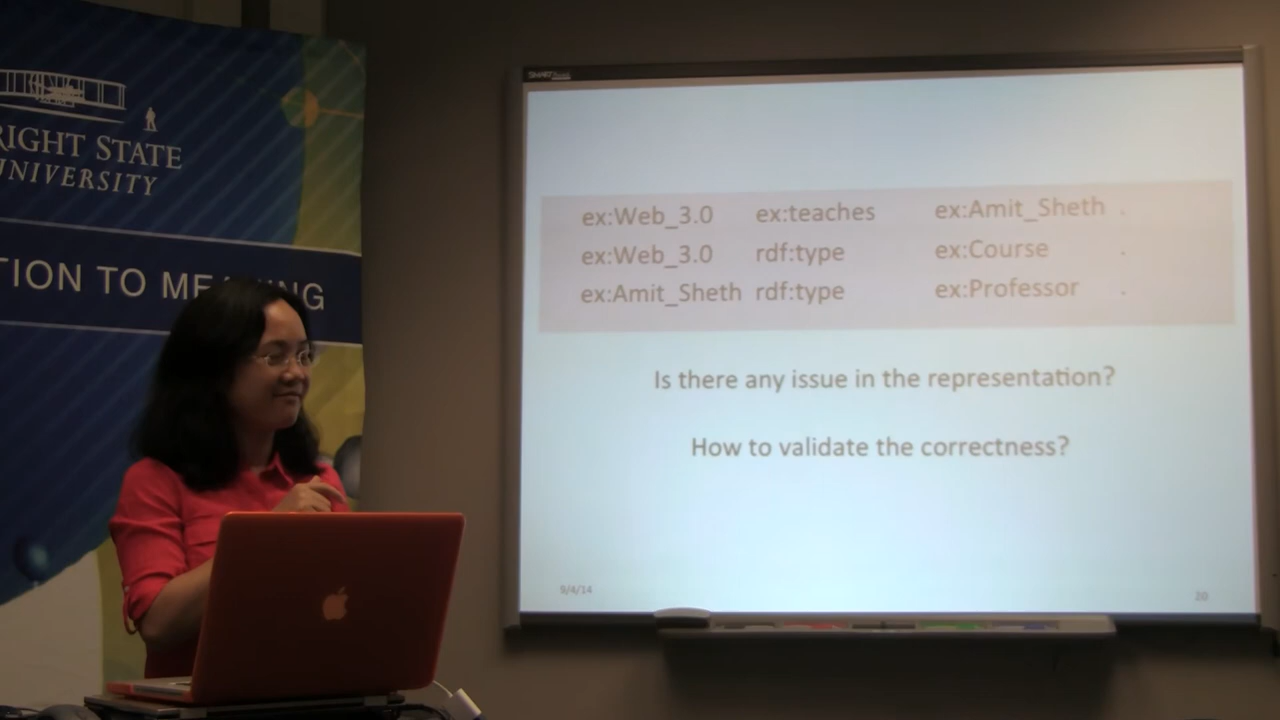 RIGHT STATE
UNIVERSITY
TION TO MEANING
SMART
ex:Web_3.0 ex:teaches ex:Amit_Sheth .
ex:Web_3.0 rdf:type ex:Course .
ex:Amit_Sheth rdf:type ex:Professor .
Is there any issue in the representation?
How to validate the correctness?
9/4/14
20